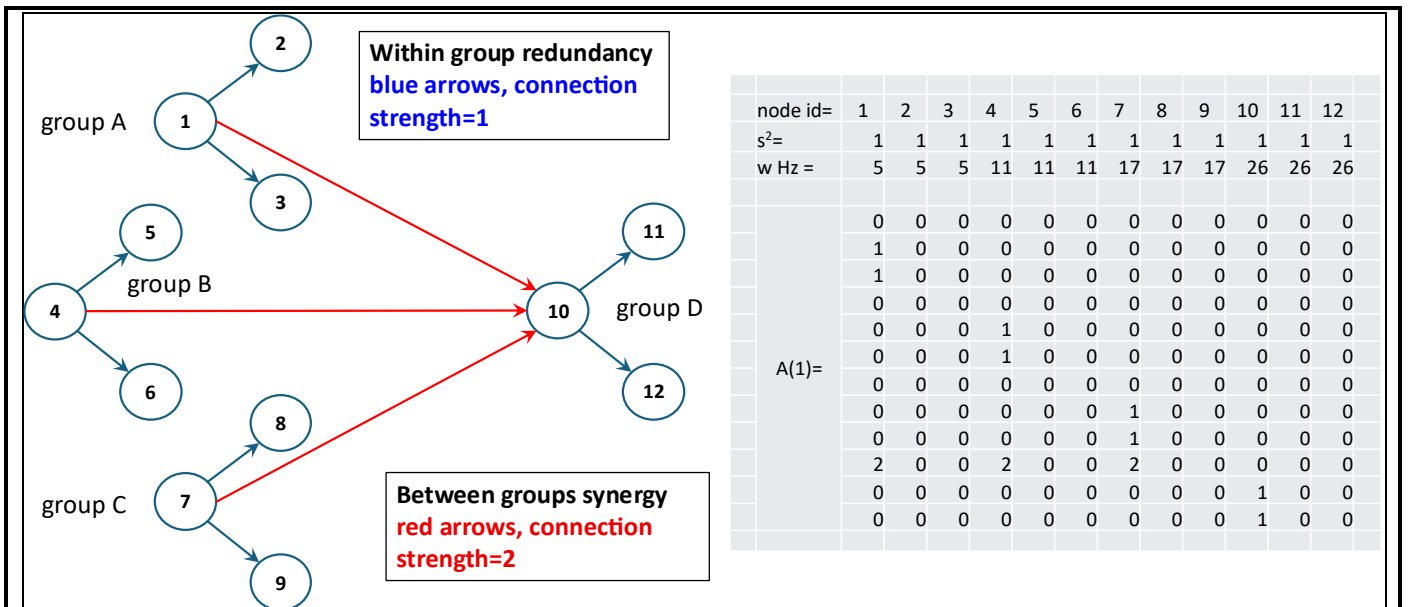 2
Within group redundancy
blue arrows, connection
strength=1
group A
1
3
5
group B
4
6
11
10
group D
12
8
group C
7
9
Between groups synergy
red arrows, connection
strength=2
node id= 1 2 3 4 5 6 7 8 9 10 11 12
s²= 1 1 1 1 1 1 1 1 1 1 1 1
w Hz = 5 5 5 11 11 11 17 17 17 26 26 26
A(1)=
0 0 0 0 0 0 0 0 0 0 0 0
1 0 0 0 0 0 0 0 0 0 0 0
1 0 0 0 0 0 0 0 0 0 0 0
0 0 0 0 0 0 0 0 0 0 0 0
0 0 0 1 0 0 0 0 0 0 0 0
0 0 0 1 0 0 0 0 0 0 0 0
0 0 0 0 0 0 0 0 0 0 0 0
0 0 0 0 0 0 1 0 0 0 0 0
0 0 0 0 0 0 1 0 0 0 0 0
2 0 0 2 0 0 2 0 0 0 0 0
0 0 0 0 0 0 0 0 0 1 0 0
0 0 0 0 0 0 0 0 0 1 0 0